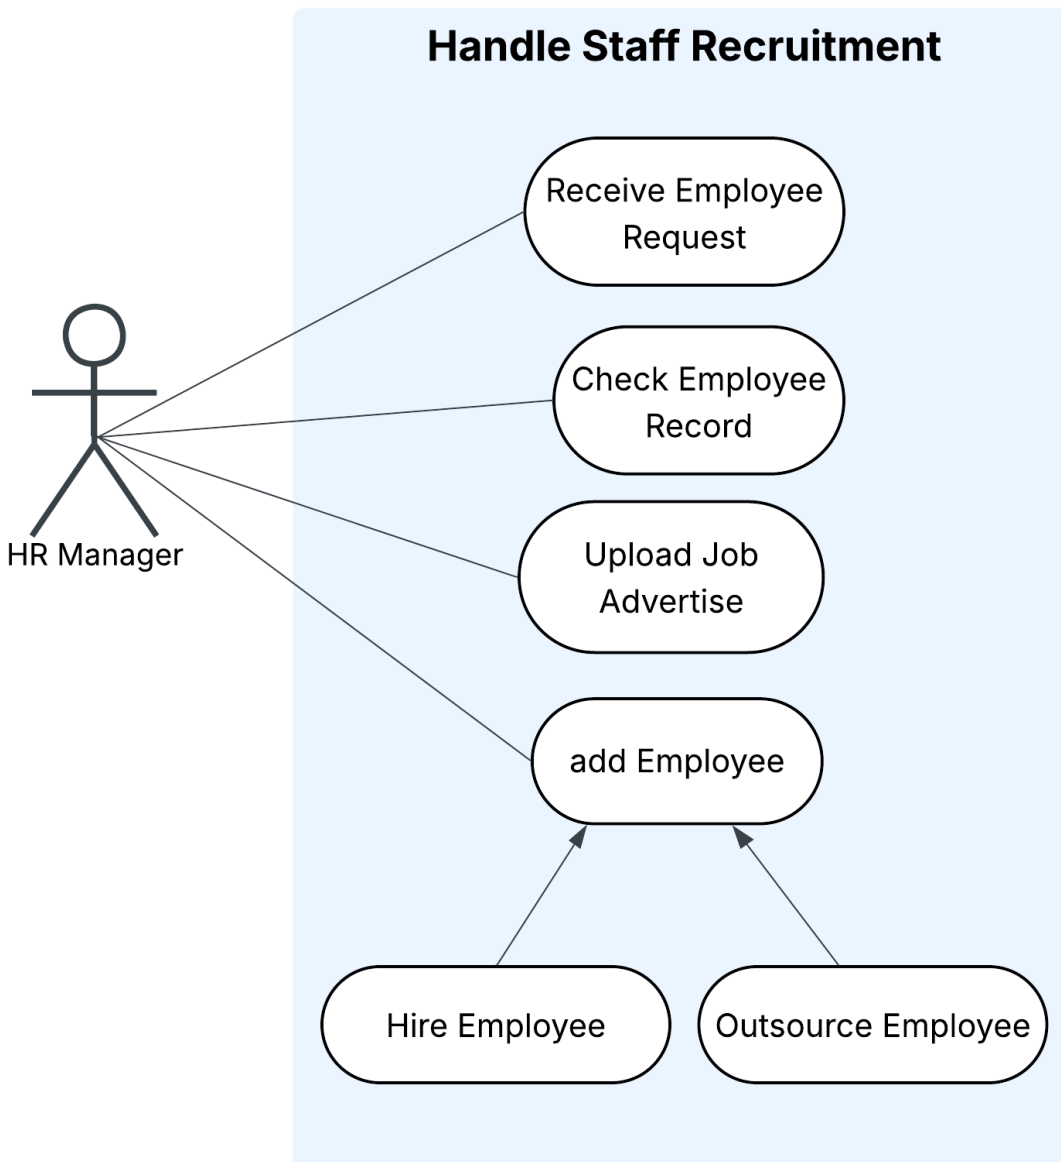 Handle Staff Recruitment
Receive Employee
Request
Check Employee
Record
HR Manager
Upload Job
Advertise
add Employee
Hire Employee
Outsource Employee